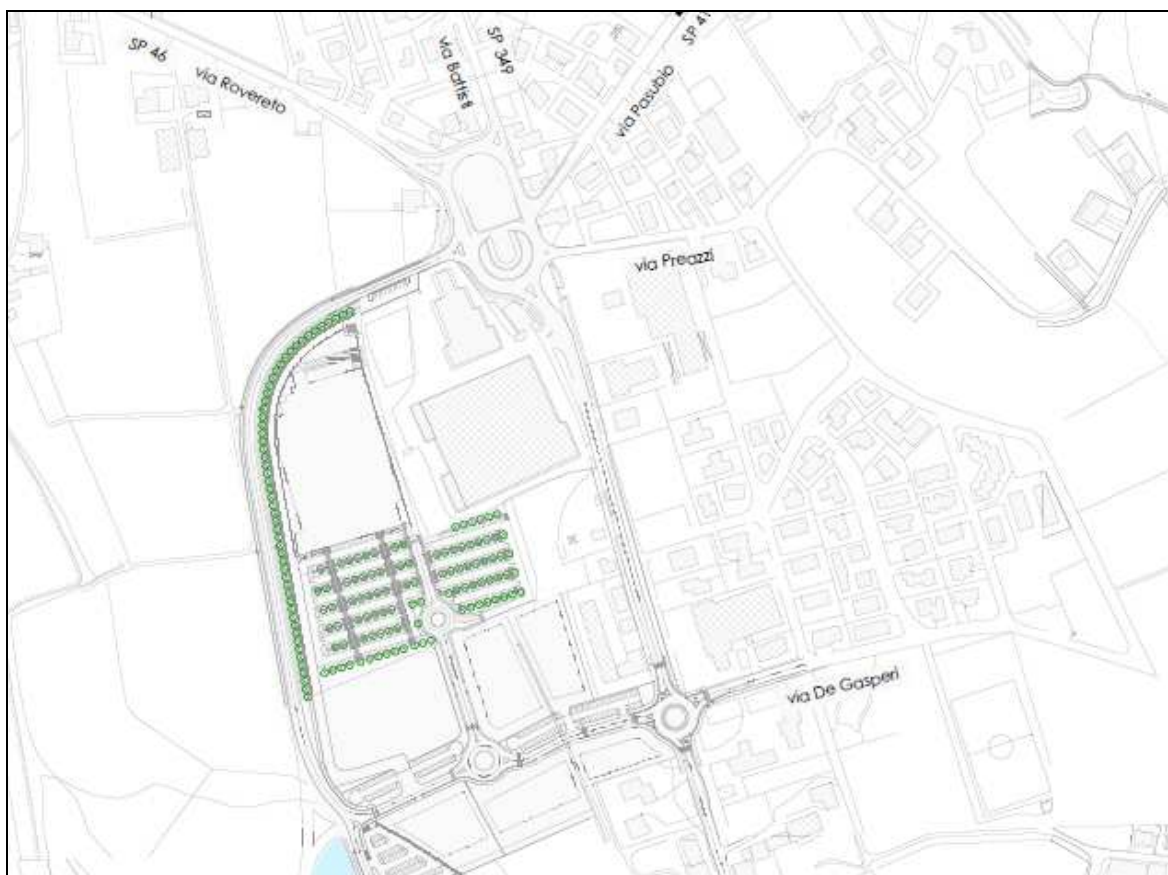 SP 46
via Rovereto
via Battisti
SP 349
via Pasubio
via Preazzi
via De Gasperi